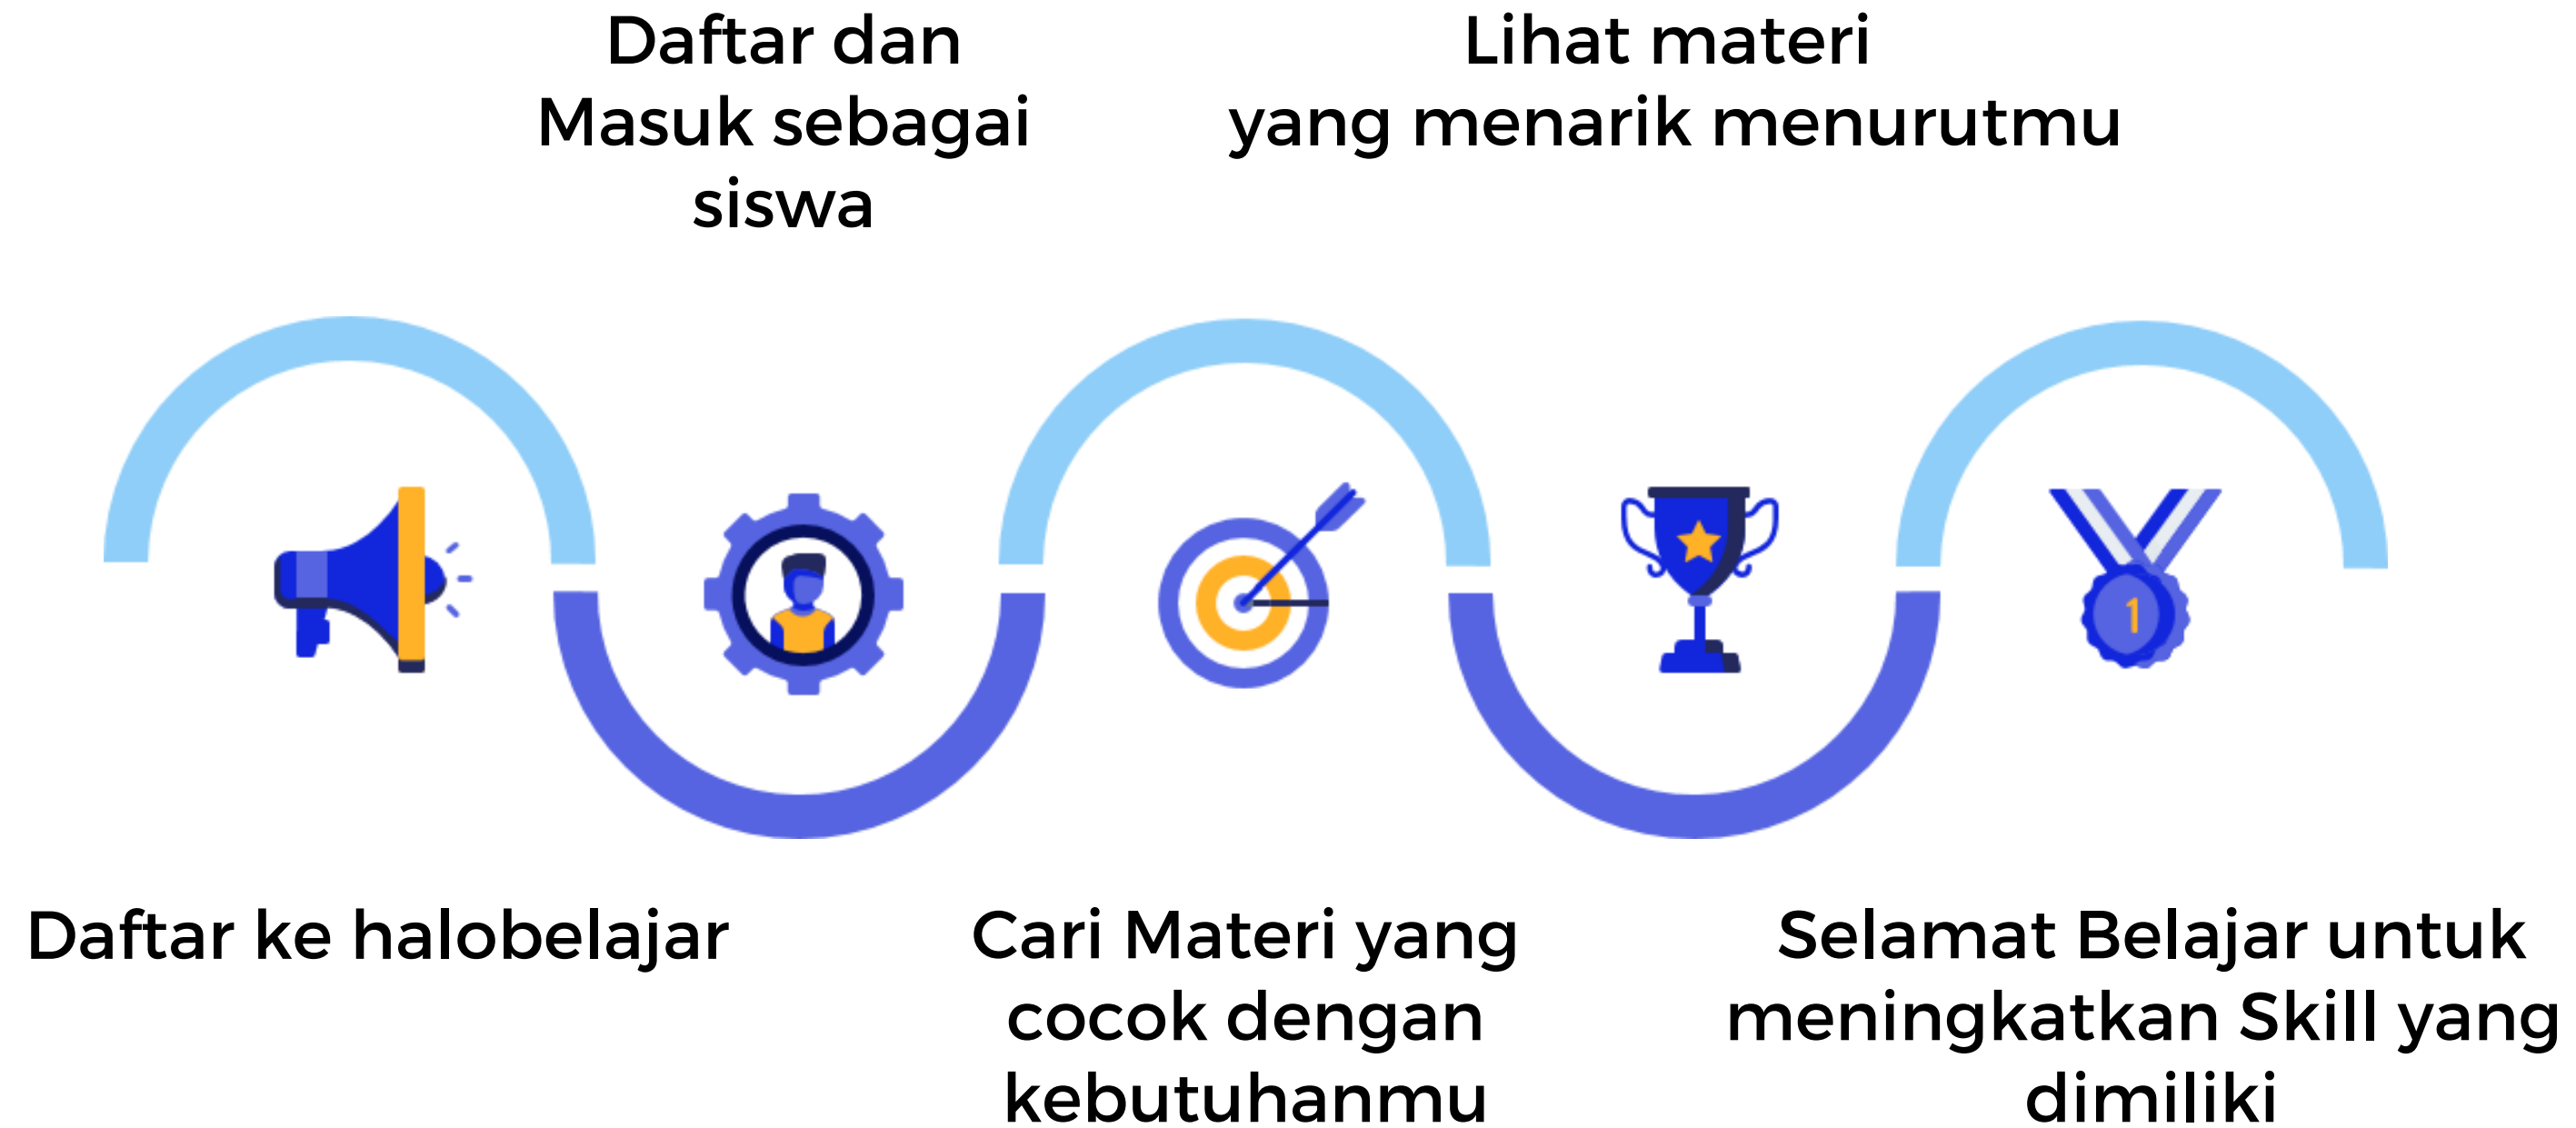 Daftar ke halobelajar
Daftar dan
Masuk sebagai
siswa
Cari Materi yang
cocok dengan
kebutuhanmu
Lihat materi
yang menarik menurutmu
Selamat Belajar untuk
meningkatkan Skill yang
dimiliki
1